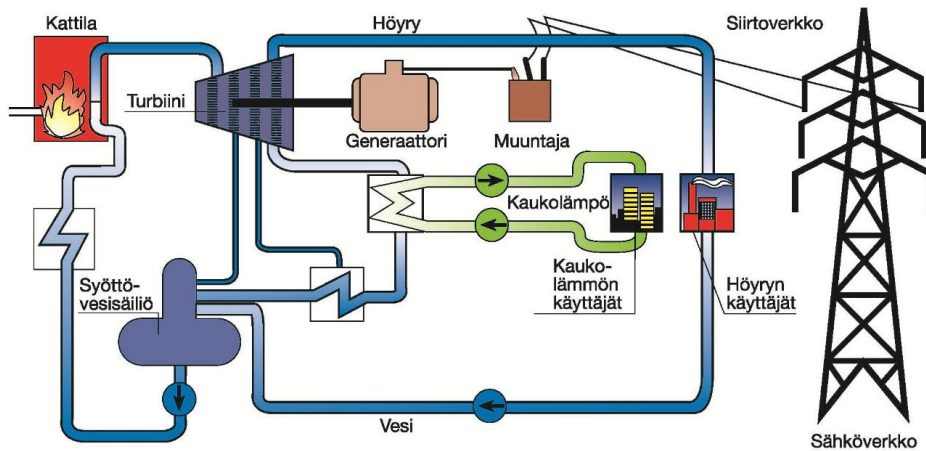 Kattila
Höyry
Siirtoverkko
Turbiini
Generaattori
Muuntaja
Kaukolämpö
Syöttö-
vesisäiliö
Kauko-
lämmön
käyttäjät
Höyryn
käyttäjät
Vesi
Sähköverkko